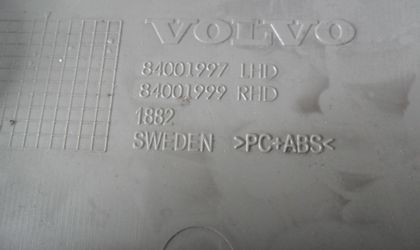 VOLVO
84001997 LHD
84001999 RHD
1882
SWEDEN >PC+ABS<